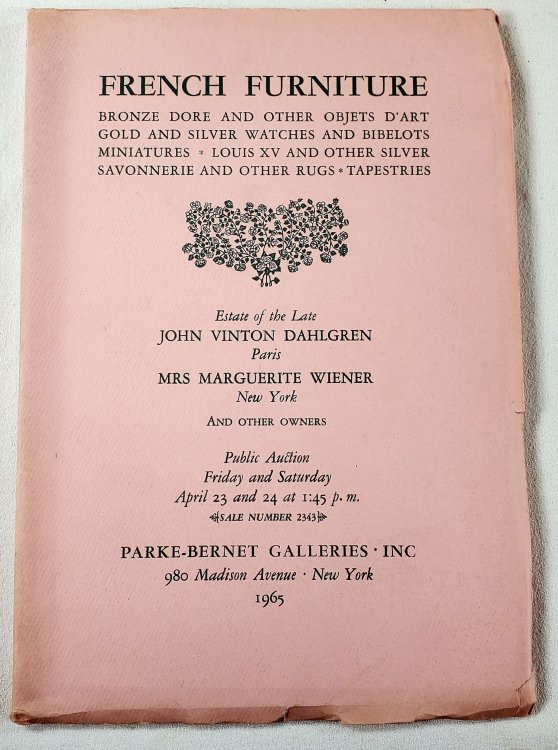 FRENCH FURNITURE
BRONZE DORE AND OTHER OBJETS D'ART
GOLD AND SILVER WATCHES AND BIBELOTS
MINIATURES * LOUIS XV AND OTHER SILVER
SAVONNERIE AND OTHER RUGS * TAPESTRIES
Estate of the Late
JOHN VINTON DAHLGREN
Paris
MRS MARGUERITE WIENER
New York
AND OTHER OWNERS
Public Auction
Friday and Saturday
April 23 and 24 at 1:45 p. m.
SALE NUMBER 2343
PARKE-BERNET GALLERIES · INC
980 Madison Avenue · New York
1965